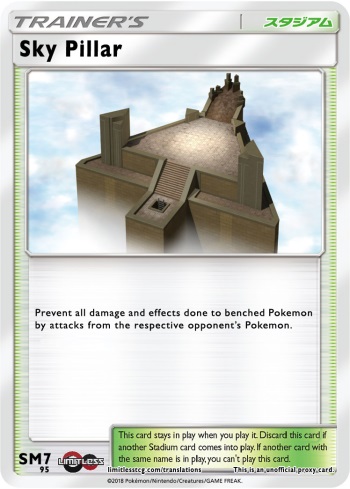 TRAINER'S
スタジアム
Sky Pillar
Prevent all damage and effects done to benched Pokemon
by attacks from the respective opponent's Pokemon.
This card stays in play when you play it. Discard this card if
another Stadium card comes into play. If another card with
the same name is in play, you can't play this card.
SM7
95
LIMITLESS
limitlesstcg.com/translations
This is an unofficial proxy card.
©2018 Pokémon/Nintendo/Creatures/GAME FREAK.